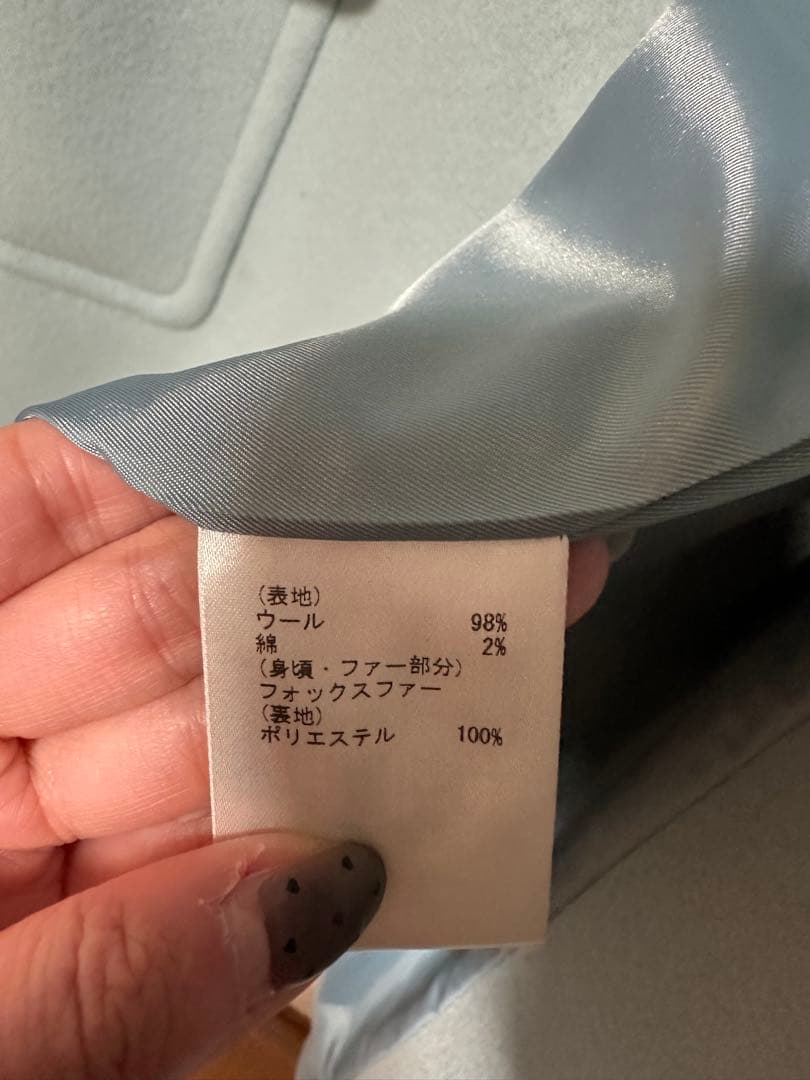 (表地)
ウール 98%
綿 2%
(身頃・ファー部分)
フォックスファー
(裏地)
ポリエステル 100%